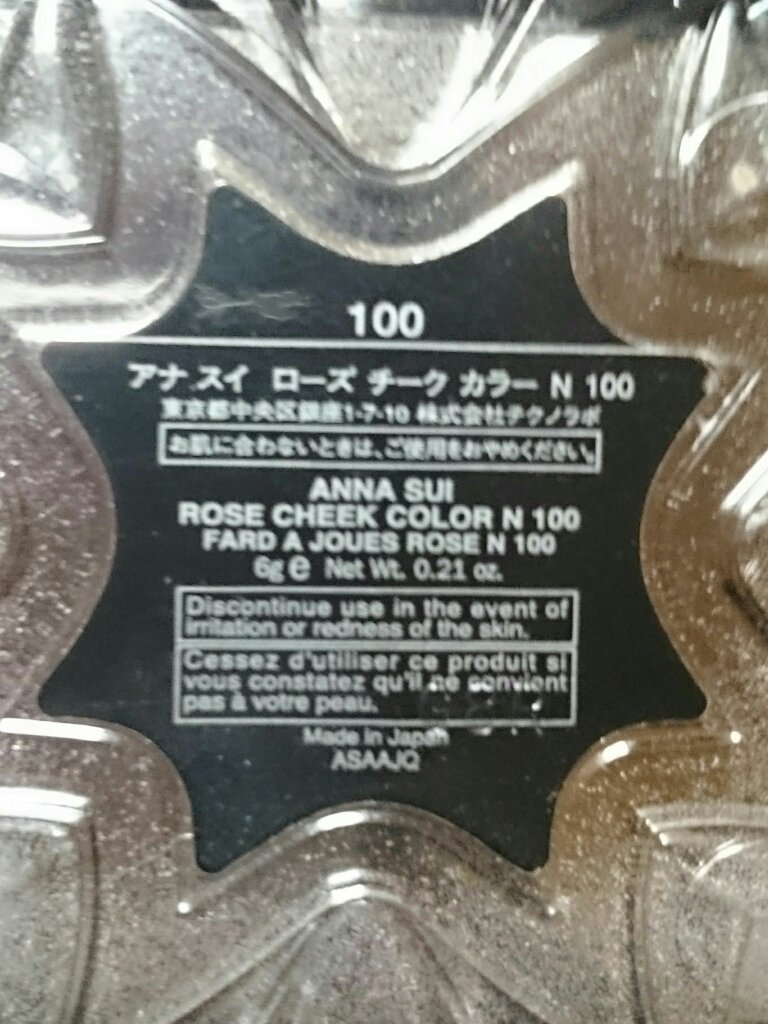 100
アナ スイ ローズ チーク カラー N 100
東京都中央区銀座1-7-10 株式会社テクノラボ
お肌に合わないときは、ご使用をおやめください。
ANNA SUI
ROSE CHEEK COLOR N 100
FARD A JOUES ROSE N 100
6g e Net Wt. 0.21 oz.
Discontinue use in the event of
irritation or redness of the skin.
Cessez d'utiliser ce produit si
vous constatez qu'il ne convient
pas à votre peau.
Made in Japan
ASAAJQ